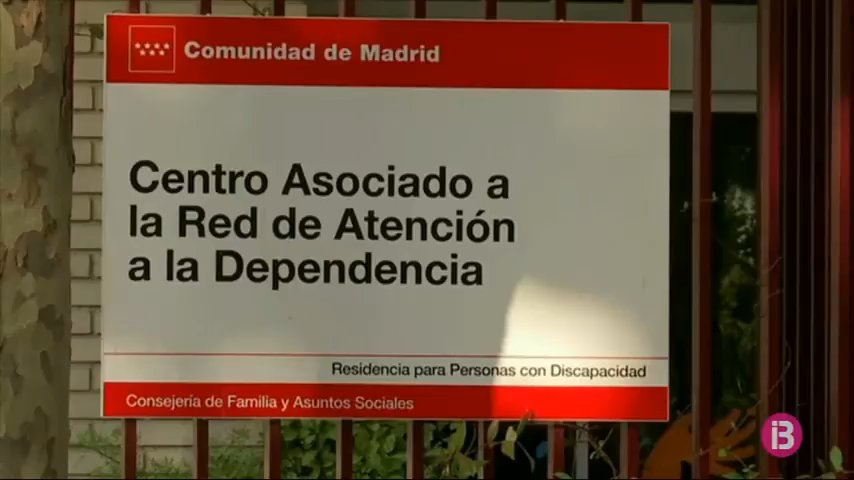 Comunidad de Madrid
Centro Asociado a
la Red de Atención
a la Dependencia
Residencia para Personas con Discapacidad
Consejería de Familia y Asuntos Sociales
iB